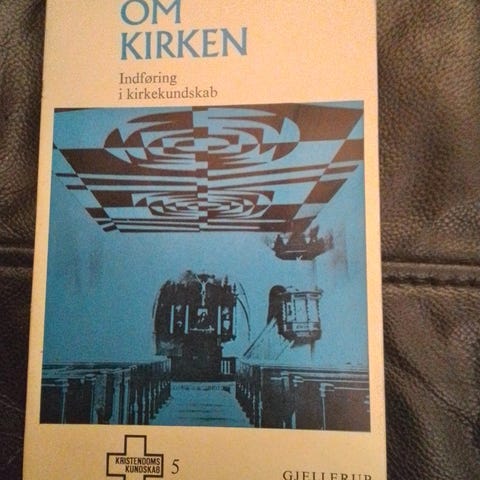 OM
KIRKEN
Indføring
i kirkekundskab
KRISTENDOMS
KUNDSKAB
5
GJELLERUP